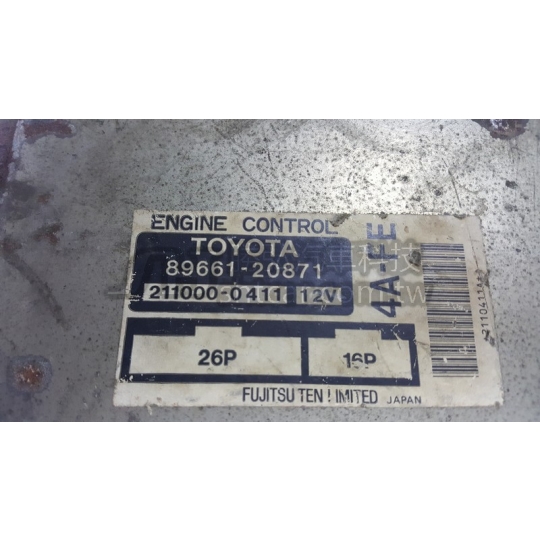 ENGINE CONTROL
TOYOTA
89661-20871
211000-0411 12V
4A-FE
26P
16P
FUJITSU TEN LIMITED JAPAN